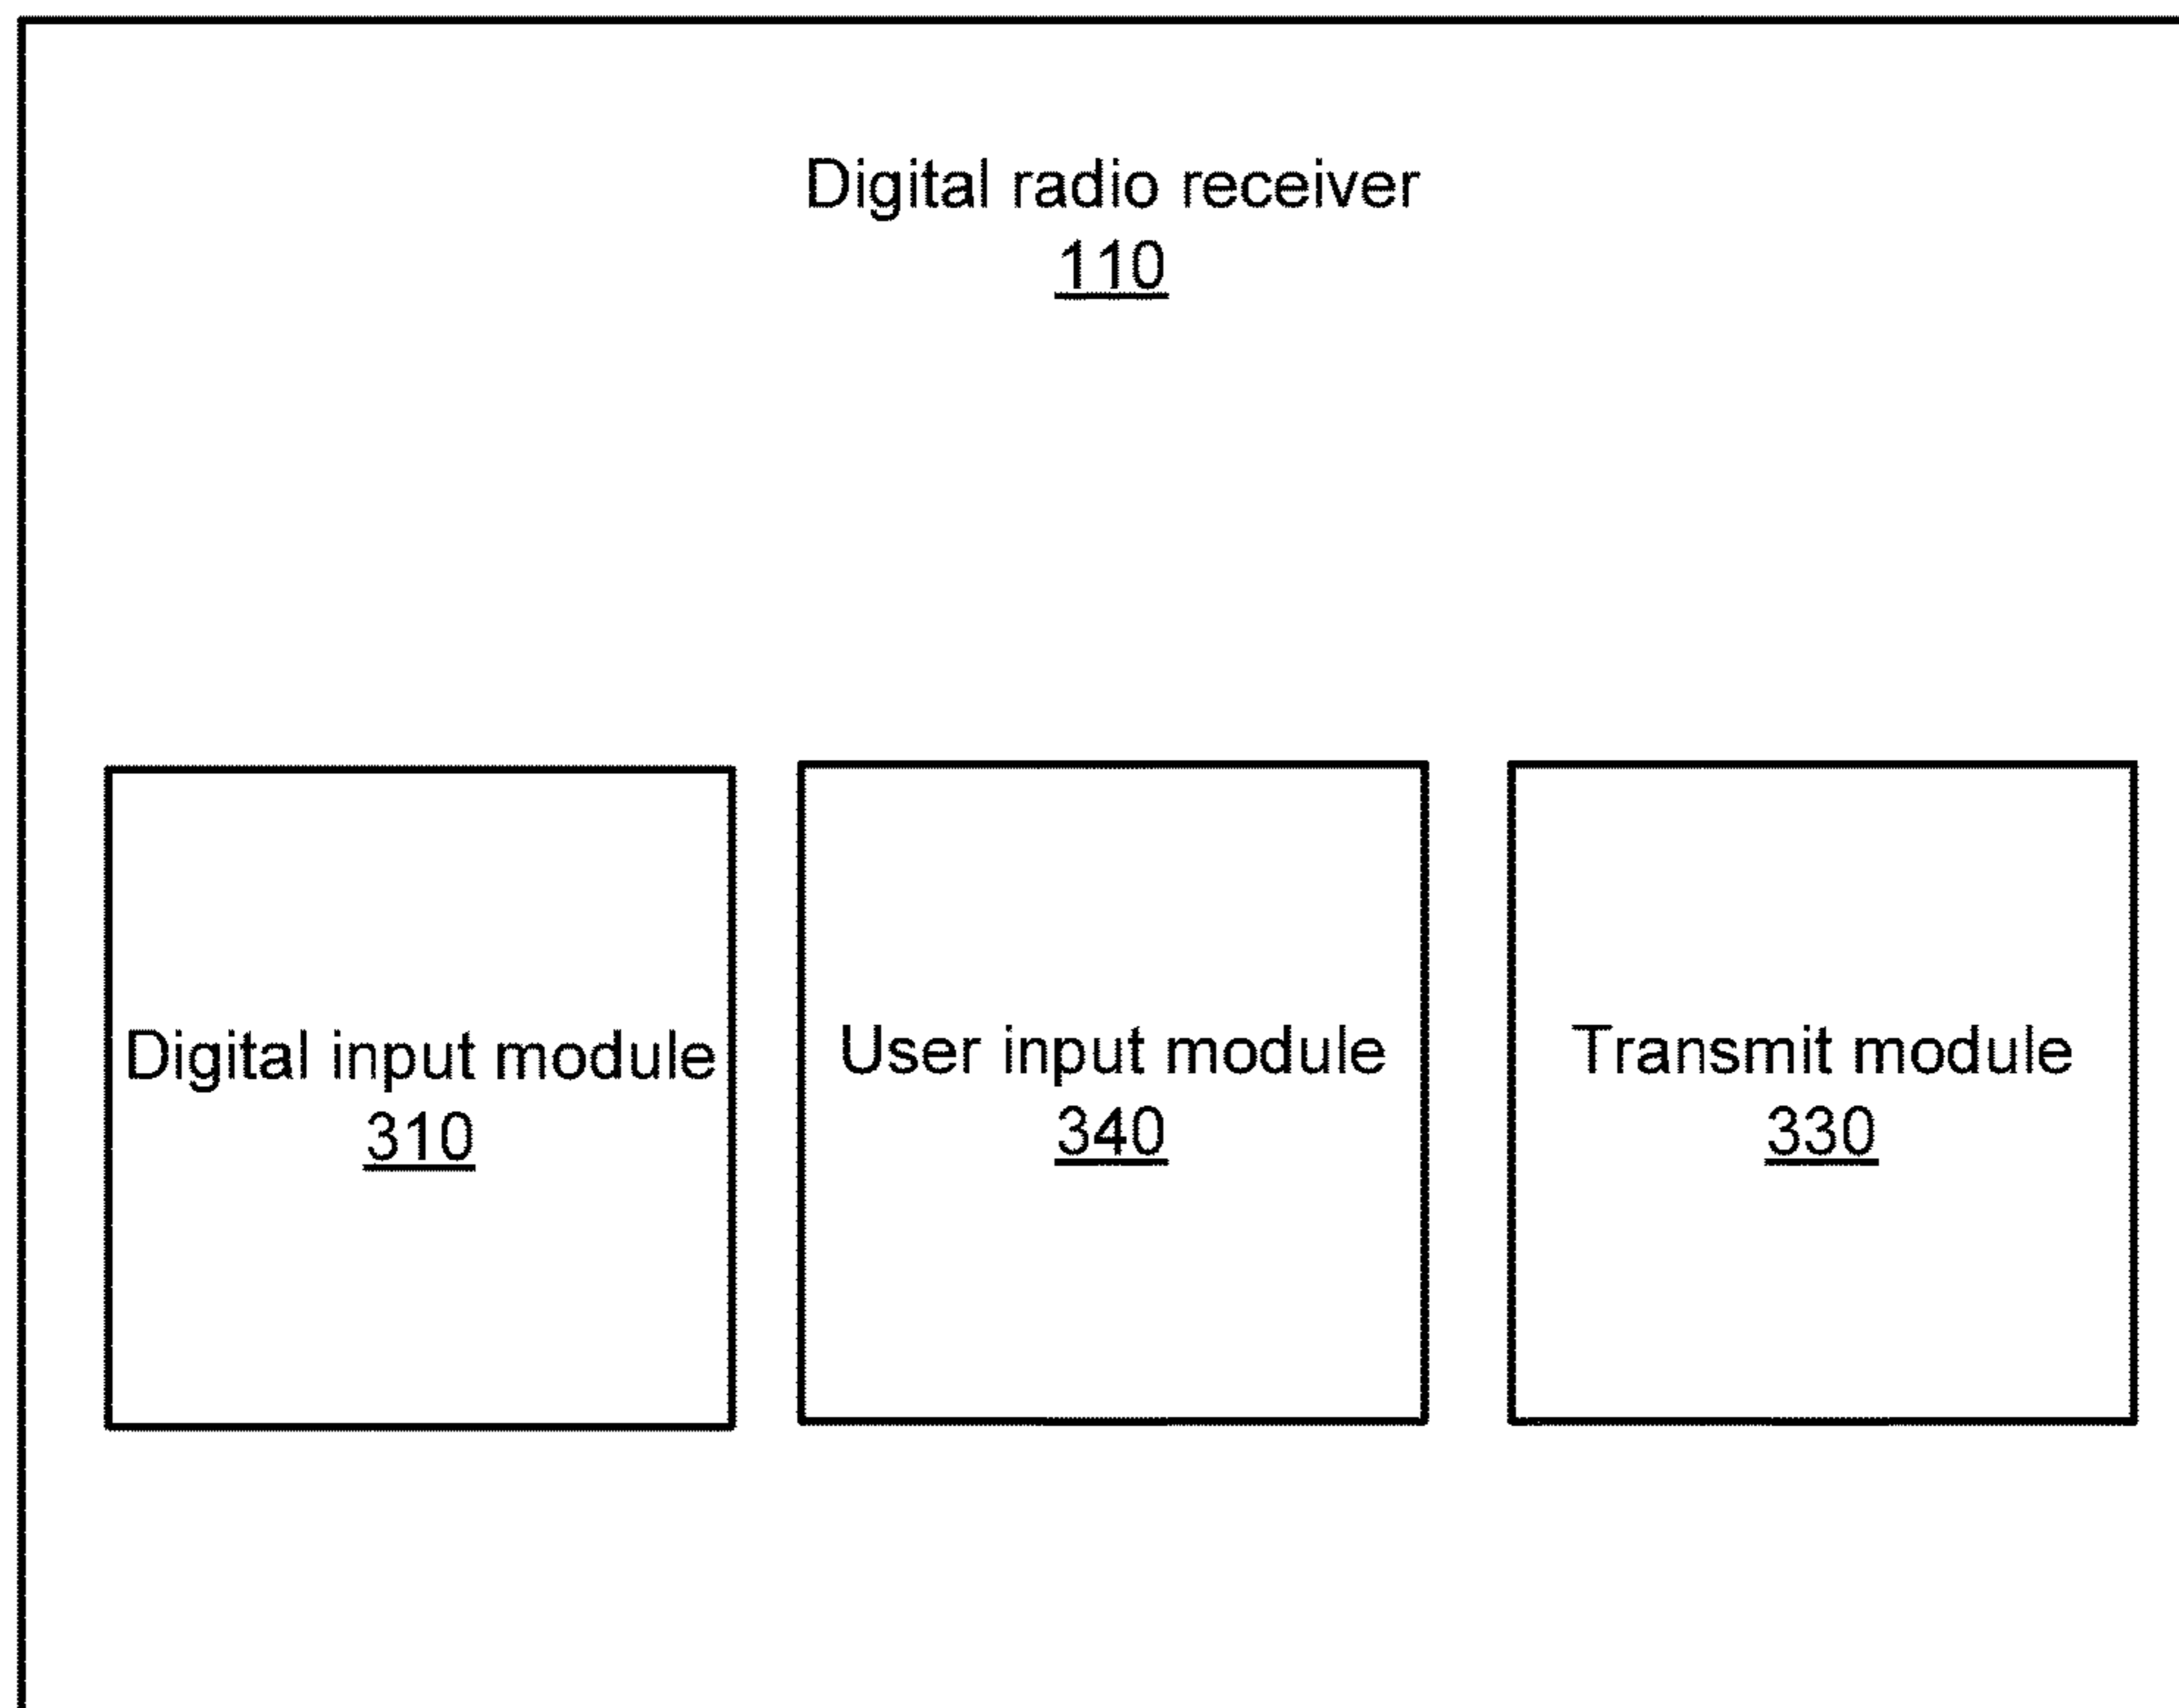 Digital radio receiver
110
Digital input module
310
User input module
340
Transmit module
330